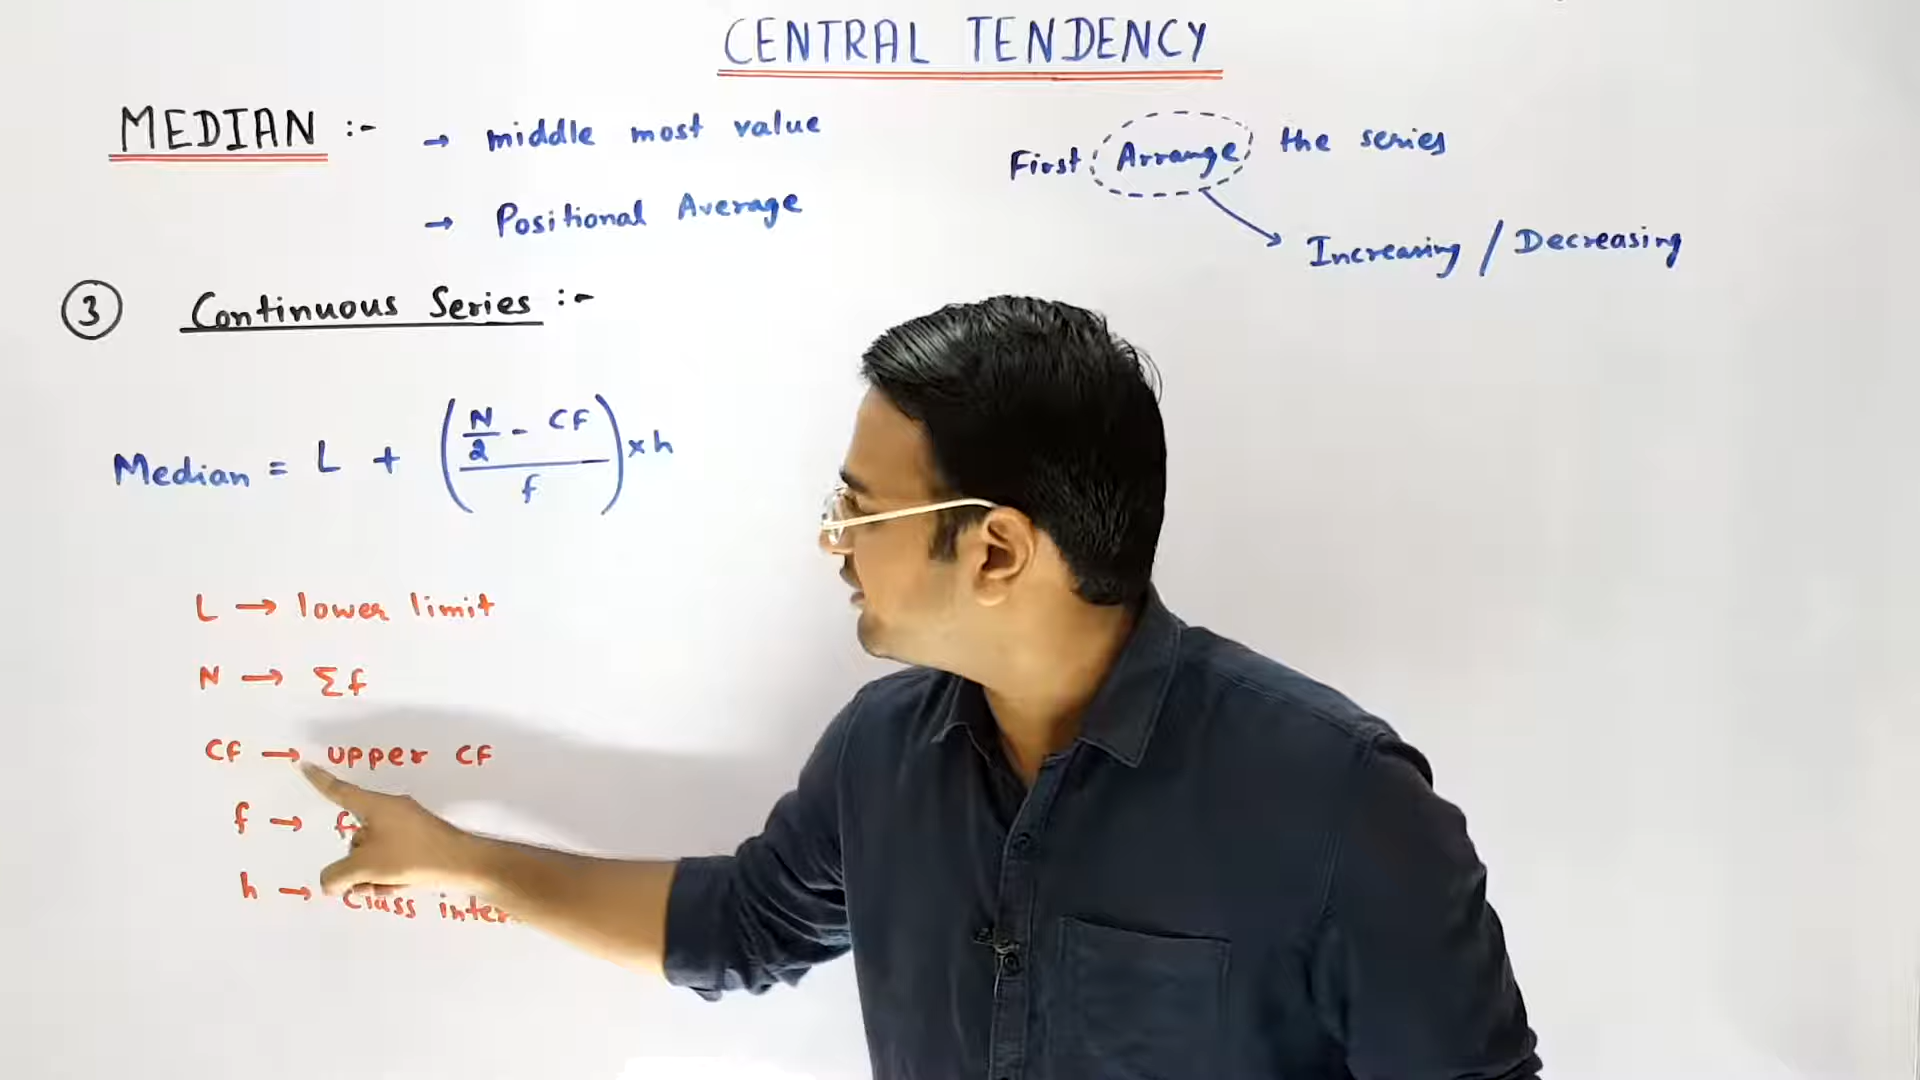 CENTRAL TENDENCY
MEDIAN :-
→ middle most value
→ Positional Average
First Arrange the series
Increasing / Decreasing
③ Continuous Series :-
Median = L + ( (N/2 - CF) / f ) × h
L → lower limit
N → Σf
CF → upper CF
f →
h → Class